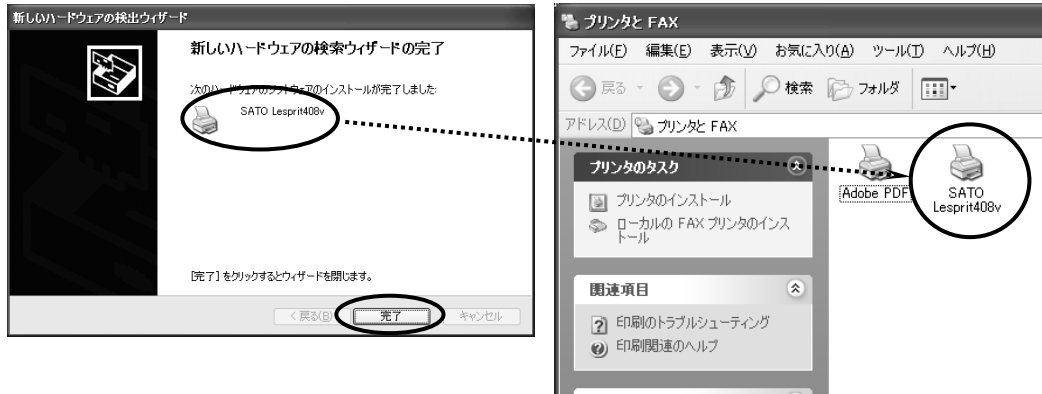 新しいハードウェアの検出ウィザード
新しいハードウェアの検索ウィザードの完了
次のハードウェアのソフトウェアのインストールが完了しました:
SATO Lesprit408v
[完了] をクリックするとウィザードを閉じます。
< 戻る(B)
完了
キャンセル
プリンタと FAX
ファイル(F) 編集(E) 表示(V) お気に入り(A) ツール(T) ヘルプ(H)
戻る 検索 フォルダ
アドレス(D) プリンタと FAX
プリンタのタスク
プリンタのインストール
ローカルの FAX プリンタのインス
トール
関連項目
印刷のトラブルシューティング
印刷関連のヘルプ
Adobe PDF
SATO
Lesprit408v